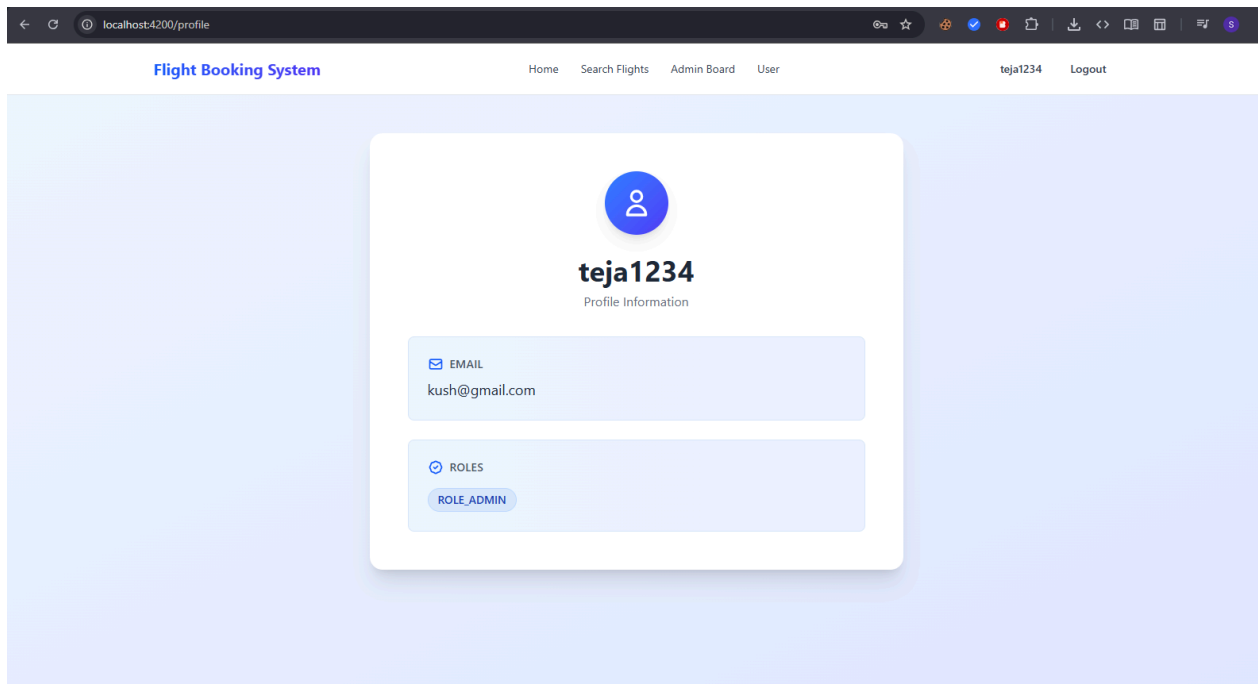 localhost:4200/profile
S
Flight Booking System Home Search Flights Admin Board User teja1234 Logout
teja1234
Profile Information
EMAIL
kush@gmail.com
ROLES
ROLE_ADMIN